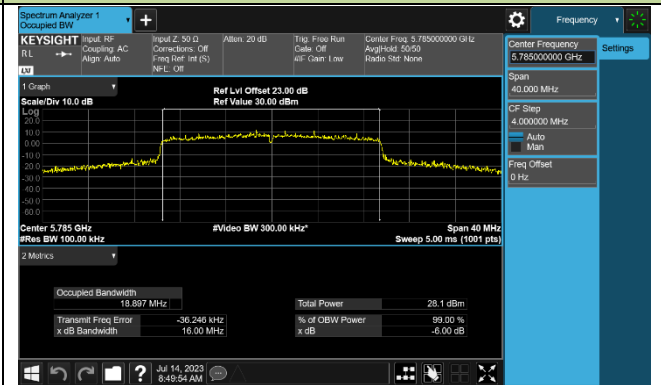 Spectrum Analyzer 1
Occupied BW
+
Frequency
KEYSIGHT
R L
LXI
Input: RF
Coupling: AC
Align: Auto
Input Z: 50 Ω
Corrections: Off
Freq Ref: Int (S)
NFE: Off
Atten: 20 dB
Trig: Free Run
Gate: Off
#IF Gain: Low
Center Freq: 5.785000000 GHz
Avg|Hold: 50/50
Radio Std: None
Center Frequency
5.785000000 GHz
Settings
Span
40.000 MHz
CF Step
4.000000 MHz
Auto
Man
Freq Offset
0 Hz
1 Graph
Scale/Div 10.0 dB
Ref Lvl Offset 23.00 dB
Ref Value 30.00 dBm
Log
20.0
10.0
0.00
-10.0
-20.0
-30.0
-40.0
-50.0
-60.0
Center 5.785 GHz
#Res BW 100.00 kHz
#Video BW 300.00 kHz*
Span 40 MHz
Sweep 5.00 ms (1001 pts)
2 Metrics
Occupied Bandwidth
18.897 MHz
Total Power 28.1 dBm
Transmit Freq Error -36.246 kHz
% of OBW Power 99.00 %
x dB Bandwidth 16.00 MHz
x dB -6.00 dB
?
Jul 14, 2023
8:49:54 AM